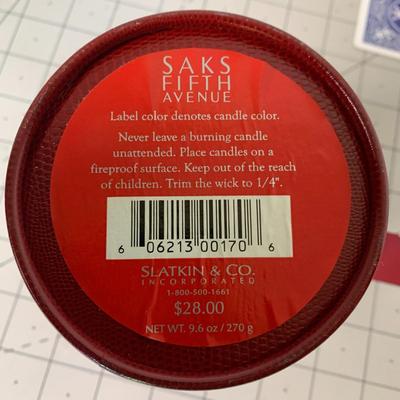 SAKS
FIFTH
AVENUE
Label color denotes candle color.
Never leave a burning candle
unattended. Place candles on a
fireproof surface. Keep out of the reach
of children. Trim the wick to 1/4".
6 06213 00170 6
SLATKIN & CO.
INCORPORATED
1-800-500-1661
$28.00
NET WT. 9.6 oz / 270 g